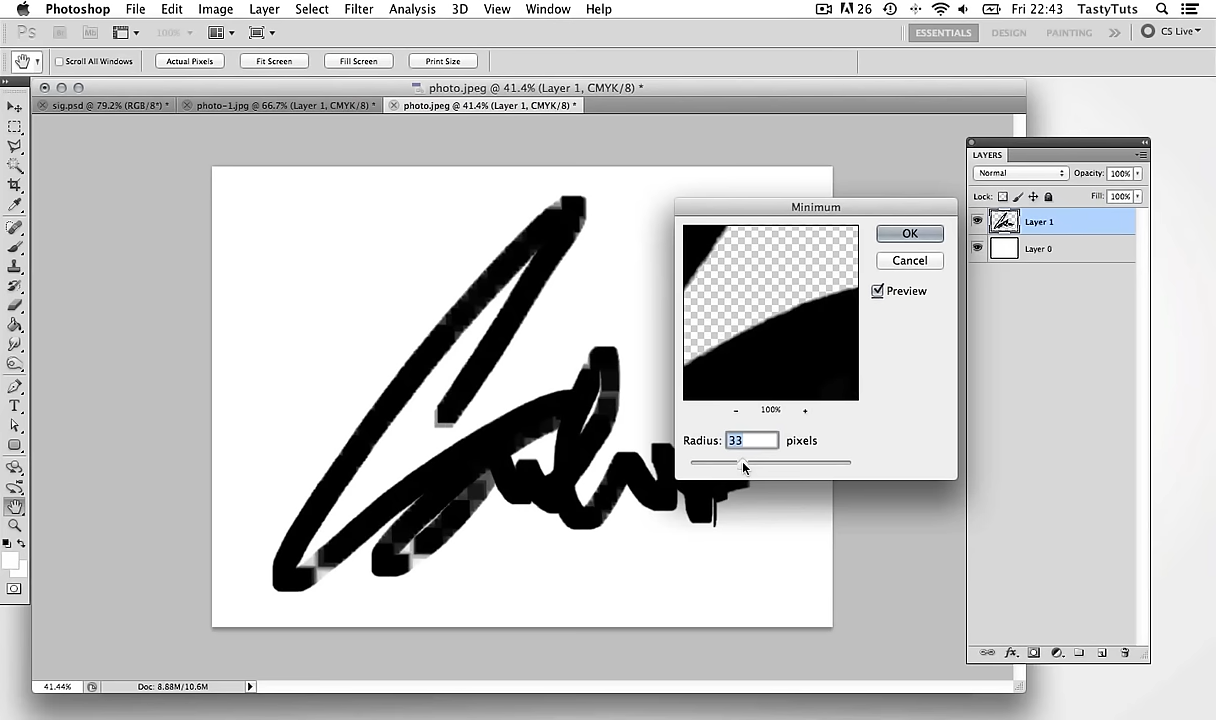 Photoshop File Edit Image Layer Select Filter Analysis 3D View Window Help 26 Fri 22:43 TastyTuts
Ps Br Mb 100% ESSENTIALS DESIGN PAINTING CS Live
Scroll All Windows Actual Pixels Fit Screen Fill Screen Print Size
photo.jpeg @ 41.4% (Layer 1, CMYK/8) *
sig.psd @ 79.2% (RGB/8*) * photo-1.jpg @ 66.7% (Layer 1, CMYK/8) * photo.jpeg @ 41.4% (Layer 1, CMYK/8) *
LAYERS
Normal Opacity: 100%
Lock: Fill: 100%
Layer 1
Layer 0
Minimum
OK
Cancel
Preview
- 100% +
Radius: 33 pixels
41.44% Doc: 8.88M/10.6M